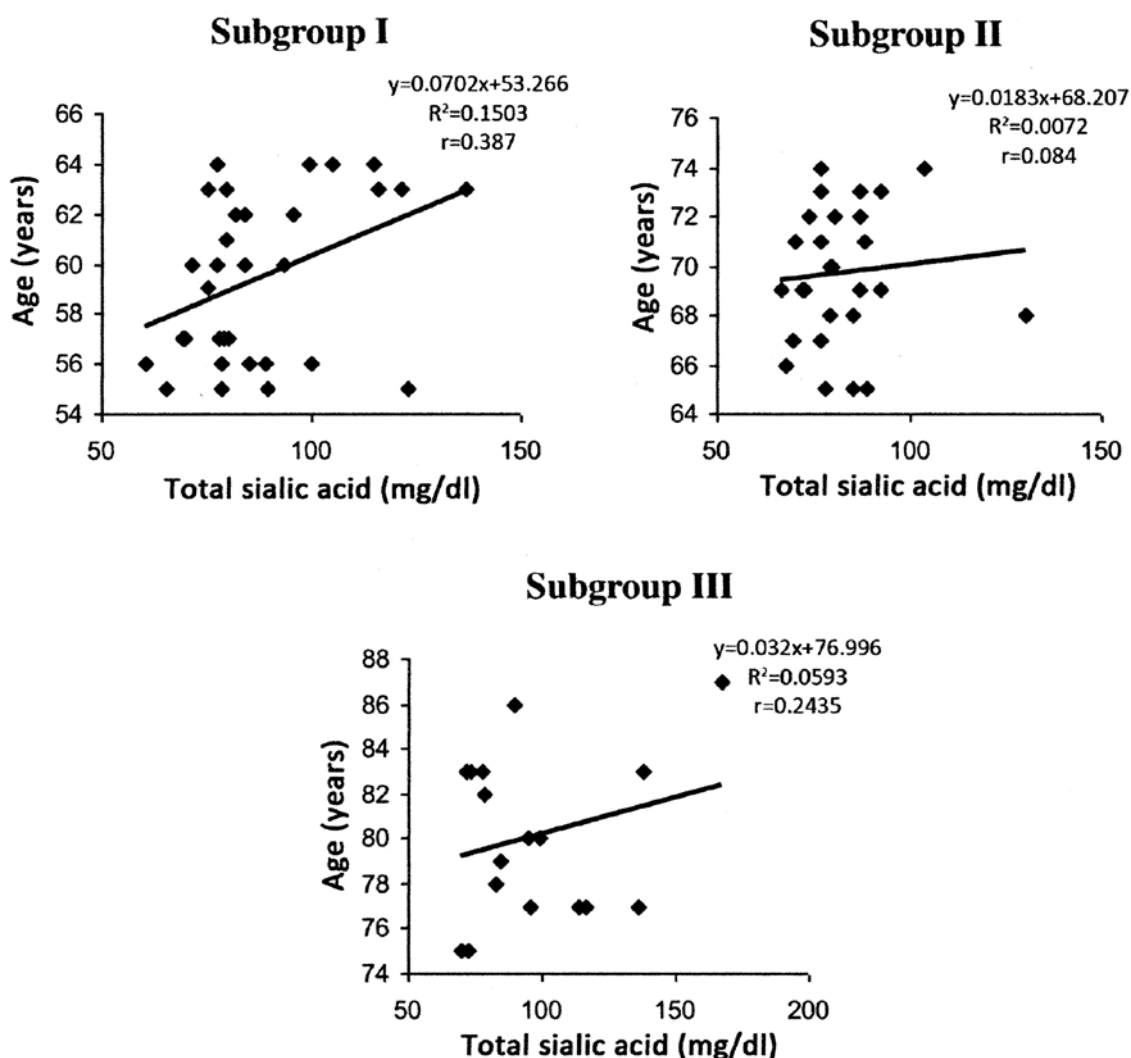 Subgroup I
y=0.0702x+53.266
R²=0.1503
r=0.387
66
64
62
60
58
56
54
Age (years)
50
100
150
Total sialic acid (mg/dl)
Subgroup II
y=0.0183x+68.207
R²=0.0072
r=0.084
76
74
72
70
68
66
64
Age (years)
50
100
150
Total sialic acid (mg/dl)
Subgroup III
y=0.032x+76.996
R²=0.0593
r=0.2435
88
86
84
82
80
78
76
74
Age (years)
50
100
150
200
Total sialic acid (mg/dl)